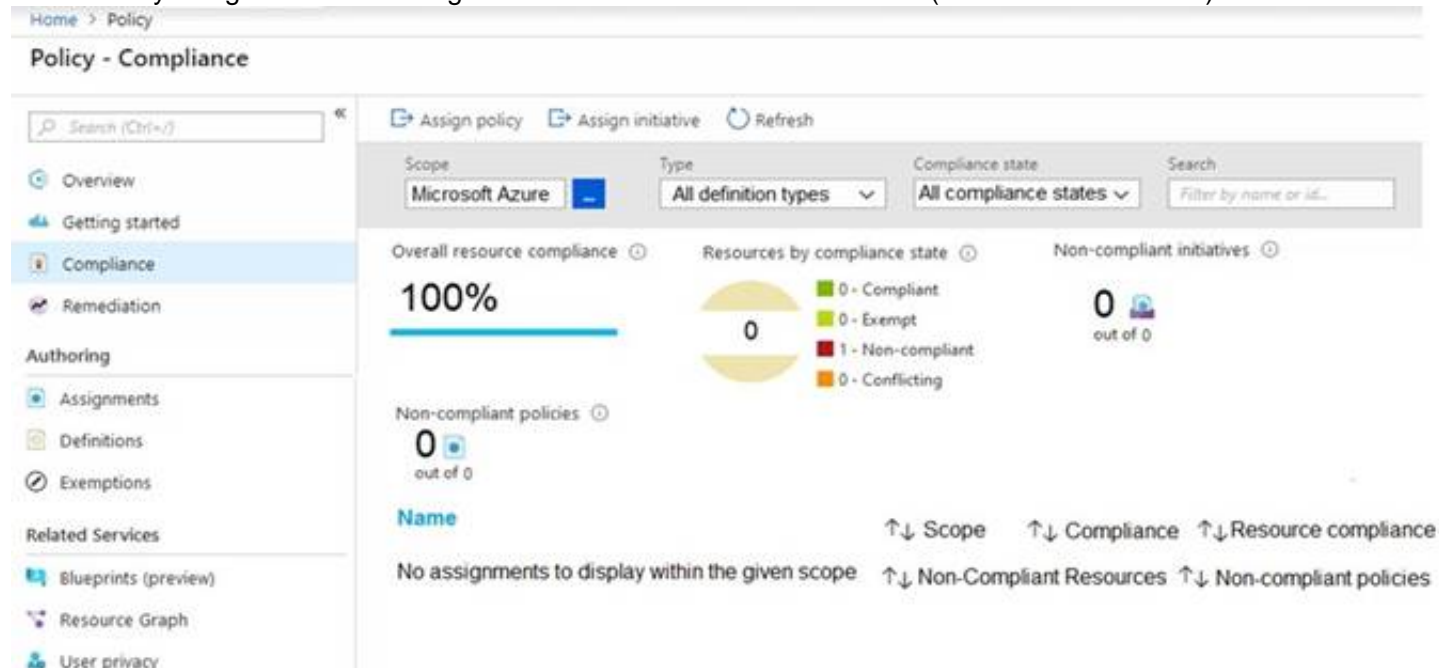 Home > Policy
Policy - Compliance
Search (Ctrl+/)
«
Overview
Getting started
Compliance
Remediation
Authoring
Assignments
Definitions
Exemptions
Related Services
Blueprints (preview)
Resource Graph
User privacy
Assign policy Assign initiative Refresh
Scope Type Compliance state Search
Microsoft Azure ... All definition types All compliance states Filter by name or id...
Overall resource compliance Resources by compliance state Non-compliant initiatives
100%
0
0 - Compliant
0 - Exempt
1 - Non-compliant
0 - Conflicting
0
out of 0
Non-compliant policies
0
out of 0
Name ↑↓ Scope ↑↓ Compliance ↑↓ Resource compliance
No assignments to display within the given scope ↑↓ Non-Compliant Resources ↑↓ Non-compliant policies